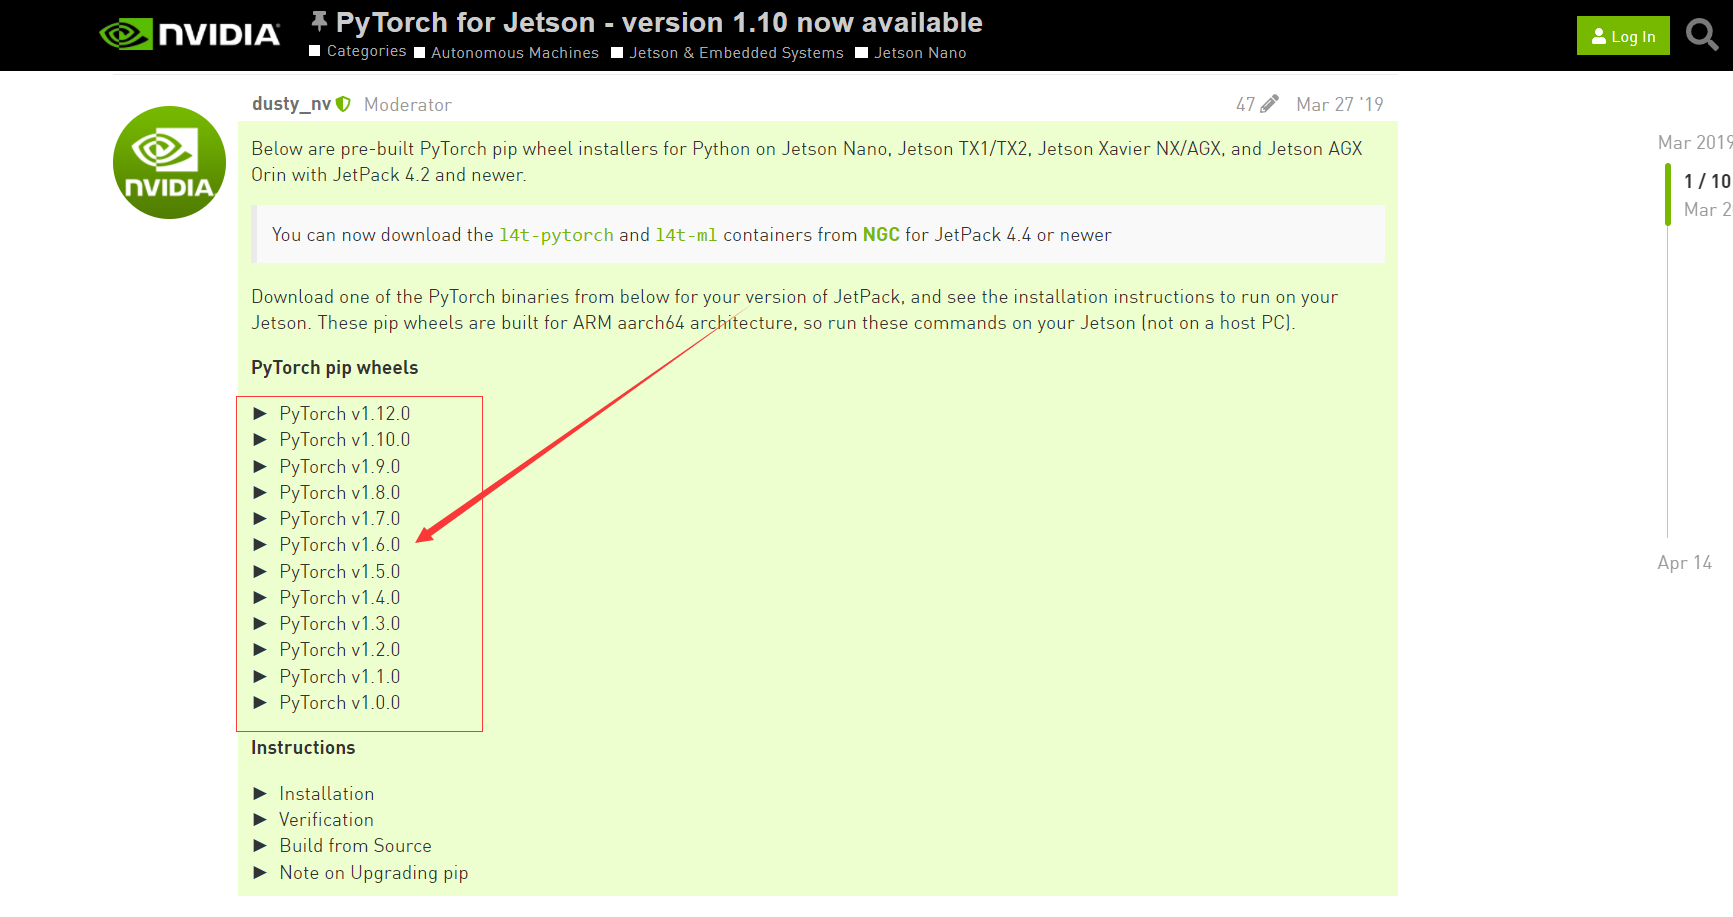 NVIDIA
PyTorch for Jetson - version 1.10 now available
Categories Autonomous Machines Jetson & Embedded Systems Jetson Nano
Log In
dusty_nv Moderator
47 Mar 27 '19
NVIDIA
Below are pre-built PyTorch pip wheel installers for Python on Jetson Nano, Jetson TX1/TX2, Jetson Xavier NX/AGX, and Jetson AGX
Orin with JetPack 4.2 and newer.
You can now download the l4t-pytorch and l4t-ml containers from NGC for JetPack 4.4 or newer
Download one of the PyTorch binaries from below for your version of JetPack, and see the installation instructions to run on your
Jetson. These pip wheels are built for ARM aarch64 architecture, so run these commands on your Jetson (not on a host PC).
PyTorch pip wheels
► PyTorch v1.12.0
► PyTorch v1.10.0
► PyTorch v1.9.0
► PyTorch v1.8.0
► PyTorch v1.7.0
► PyTorch v1.6.0
► PyTorch v1.5.0
► PyTorch v1.4.0
► PyTorch v1.3.0
► PyTorch v1.2.0
► PyTorch v1.1.0
► PyTorch v1.0.0
Instructions
► Installation
► Verification
► Build from Source
► Note on Upgrading pip
Mar 2019
1 / 10
Mar 2
Apr 14